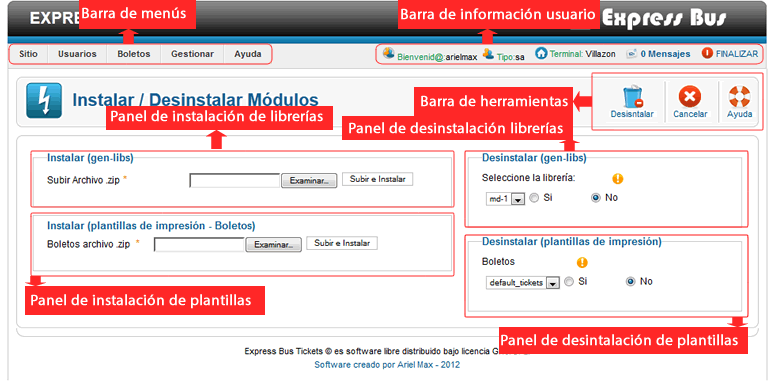 EXPRE
Barra de menús
Barra de información usuario
Express Bus
Sitio Usuarios Boletos Gestionar Ayuda
Bienvenid@:arielmax Tipo:sa Terminal: Villazon 0 Mensajes FINALIZAR
Instalar / Desinstalar Módulos
Barra de herramientas
Desisntalar Cancelar Ayuda
Panel de instalación de librerías
Panel de desinstalación librerías
Instalar (gen-libs)
Subir Archivo .zip * Examinar... Subir e Instalar
Desinstalar (gen-libs)
Seleccione la librería:
md-1 Si No
Instalar (plantillas de impresión - Boletos)
Boletos archivo .zip * Examinar... Subir e Instalar
Desinstalar (plantillas de impresión)
Boletos
default_tickets Si No
Panel de instalación de plantillas
Panel de desintalación de plantillas
Express Bus Tickets © es software libre distribuido bajo licencia
Software creado por Ariel Max - 2012